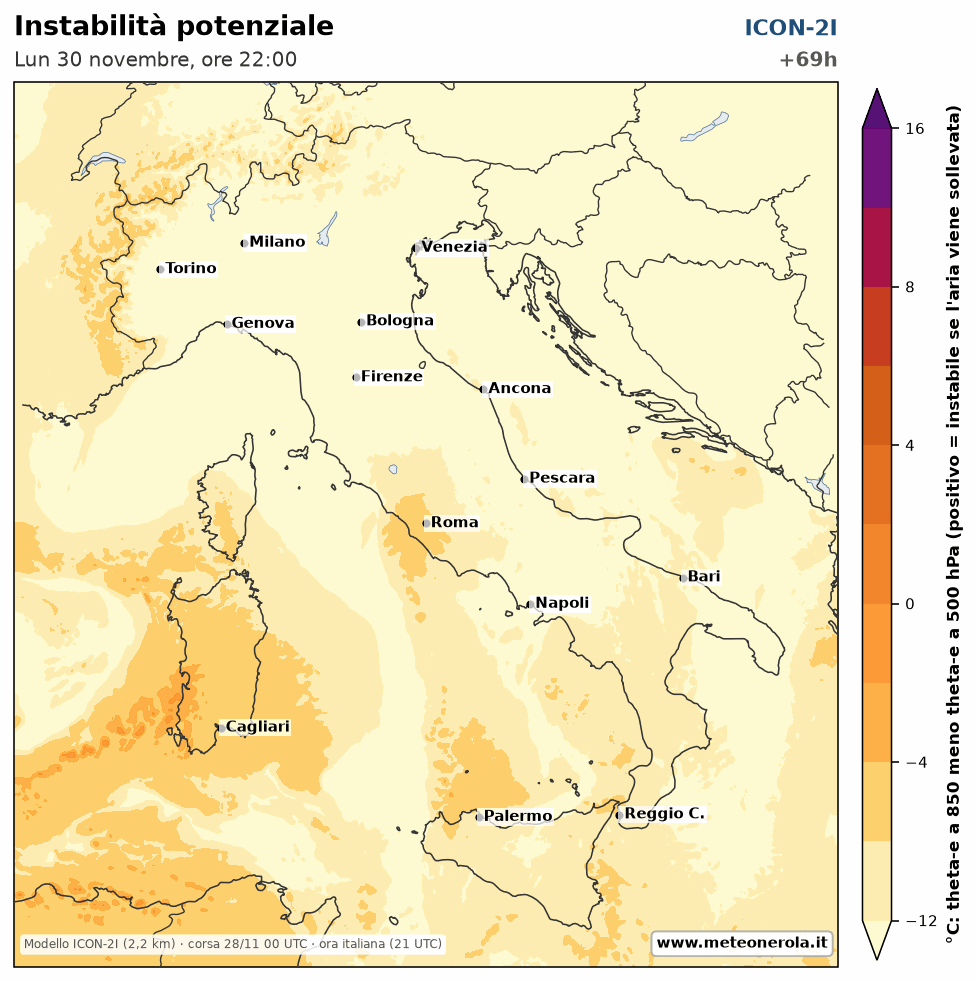 Instabilità potenziale
ICON-2I
Lun 30 novembre, ore 22:00
+69h
Milano
Venezia
Torino
Genova
Bologna
Firenze
Ancona
Pescara
Roma
Bari
Napoli
Cagliari
Palermo
Reggio C.
Modello ICON-2I (2,2 km) · corsa 28/11 00 UTC · ora italiana (21 UTC)
www.meteonerola.it
16
8
4
0
−4
−12
°C: theta-e a 850 meno theta-e a 500 hPa (positivo = instabile se l'aria viene sollevata)